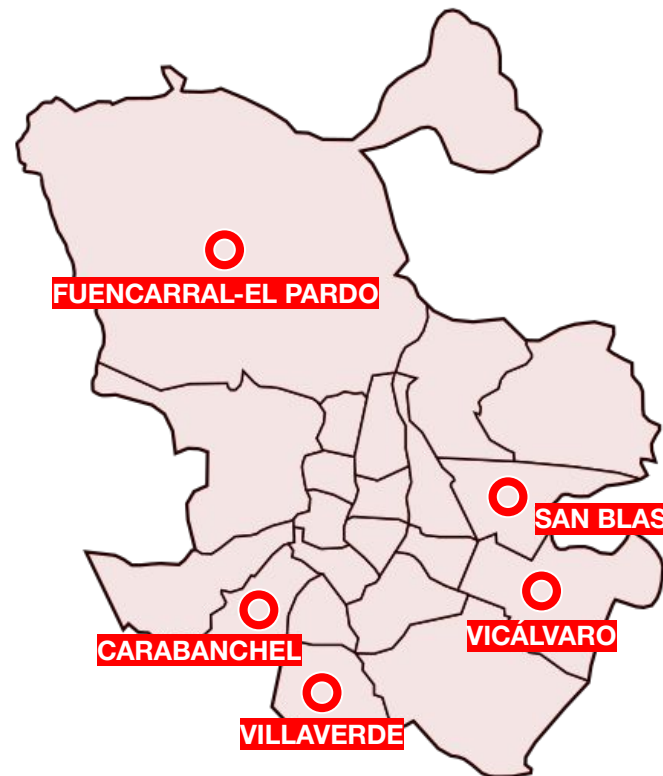 FUENCARRAL-EL PARDO
SAN BLAS
VICÁLVARO
CARABANCHEL
VILLAVERDE